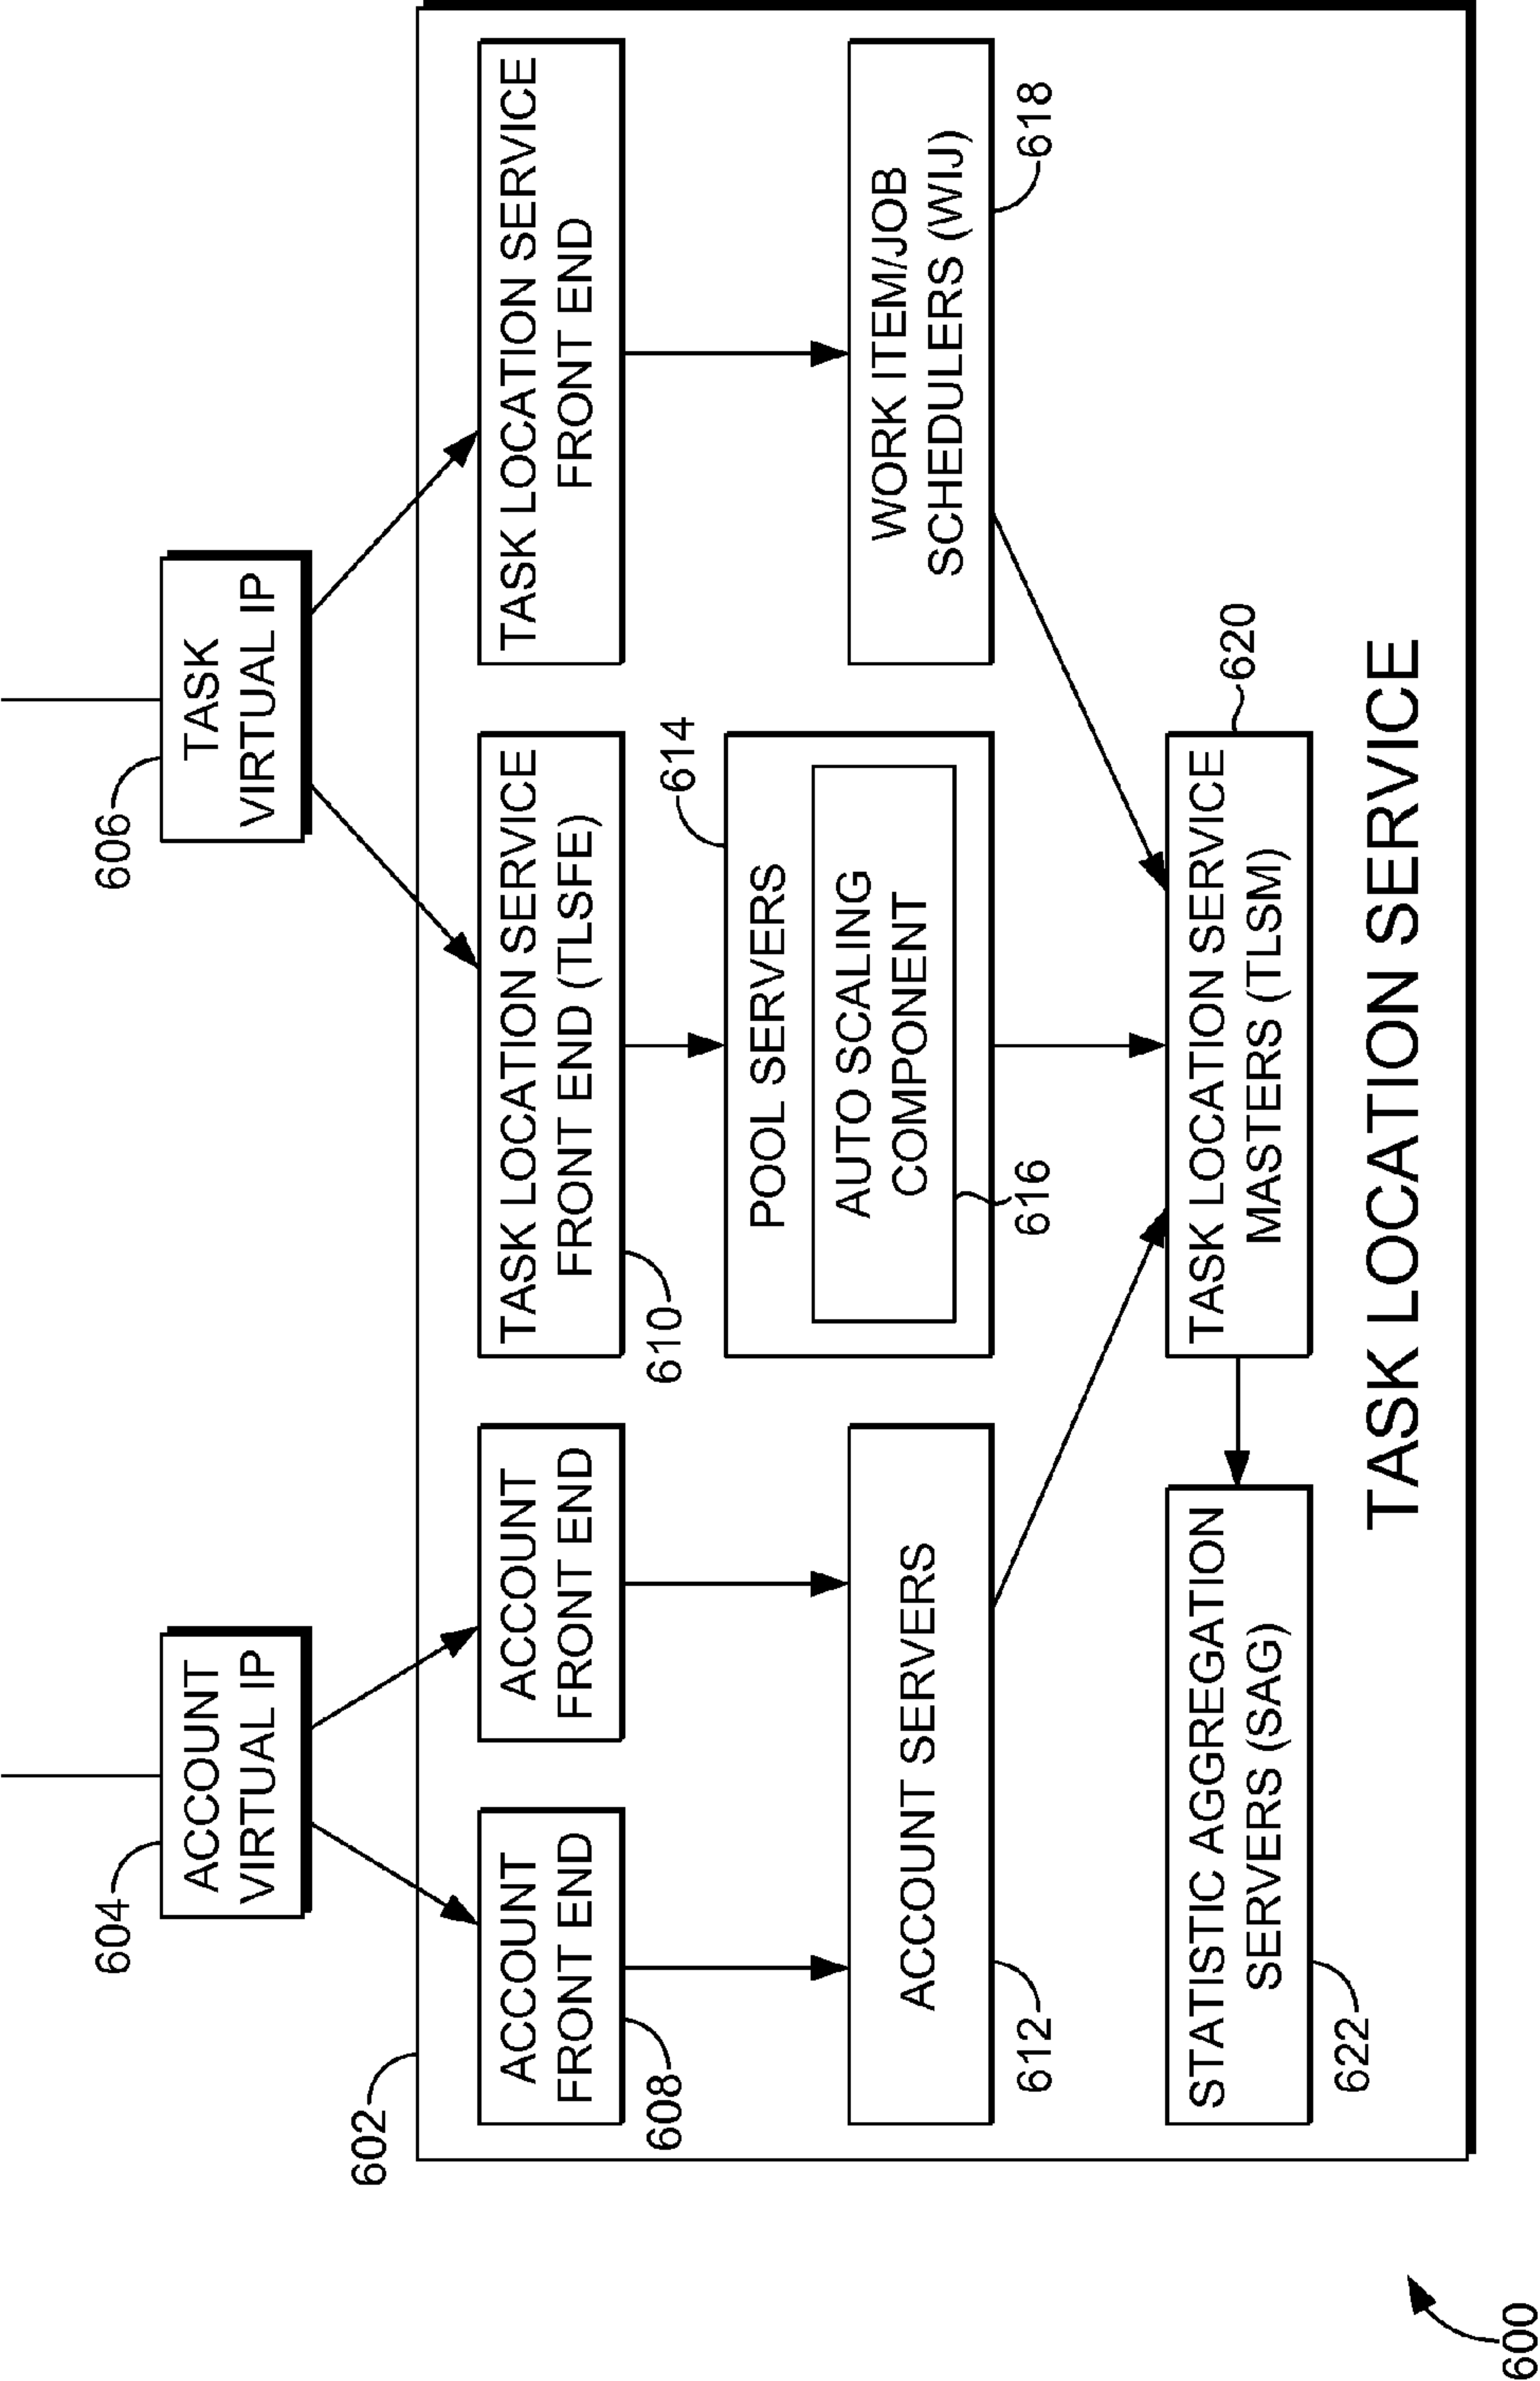 604
ACCOUNT
VIRTUAL IP
606
TASK
VIRTUAL IP
602
ACCOUNT
FRONT END
608
ACCOUNT
FRONT END
TASK LOCATION SERVICE
FRONT END (TLSFE)
610
TASK LOCATION SERVICE
FRONT END
ACCOUNT SERVERS
612
POOL SERVERS
614
AUTO SCALING
COMPONENT
616
WORK ITEM/JOB
SCHEDULERS (WIJ)
618
STATISTIC AGGREGATION
SERVERS (SAG)
622
TASK LOCATION SERVICE
MASTERS (TLSM)
620
TASK LOCATION SERVICE
600